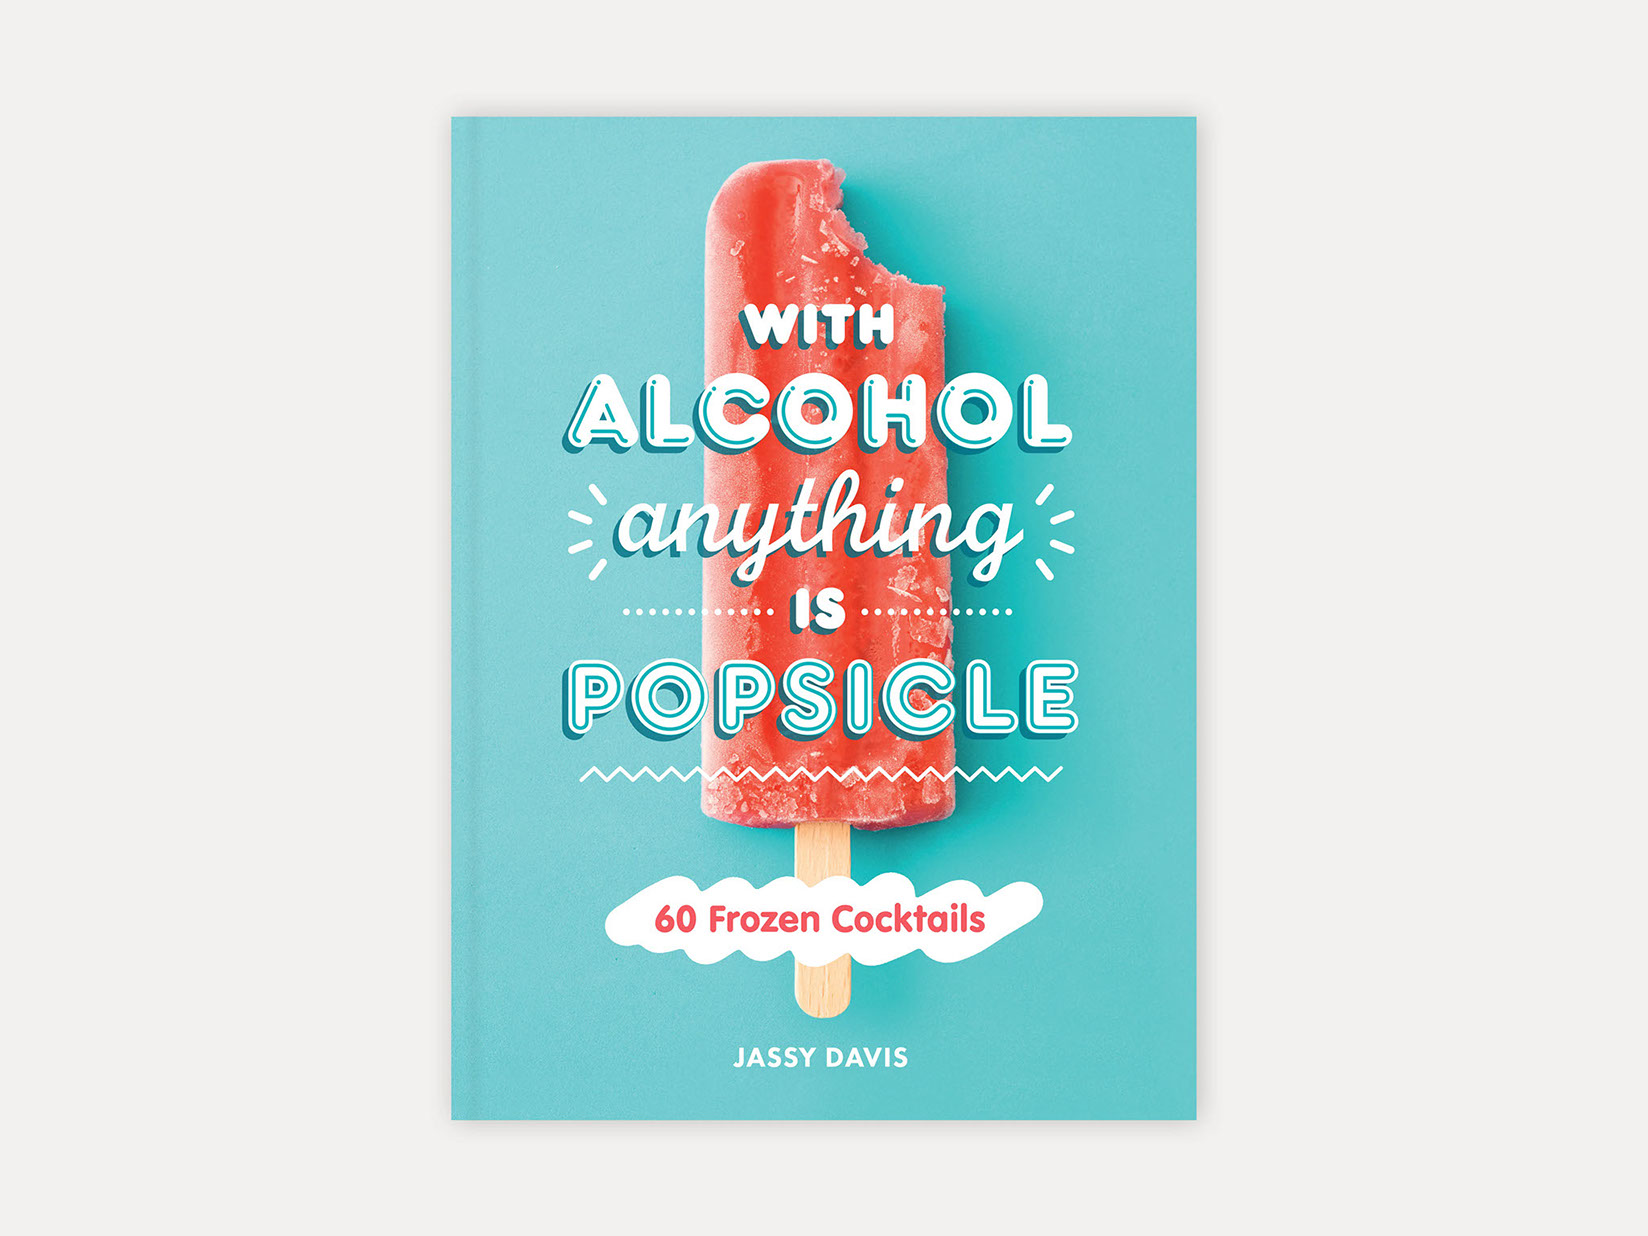 WITH
ALCOHOL
anything
IS
POPSICLE
60 Frozen Cocktails
JASSY DAVIS